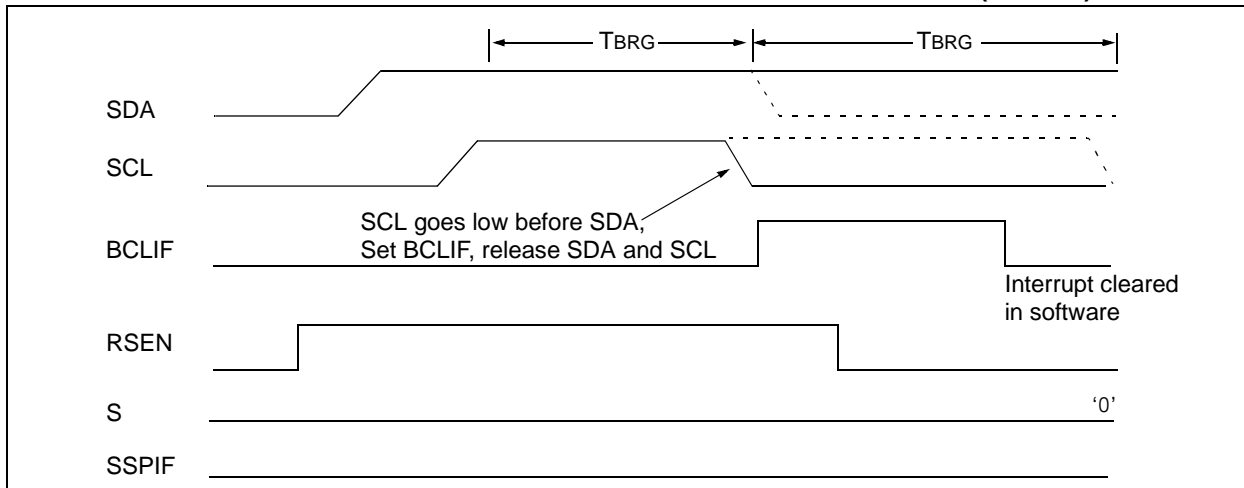 TBRG
TBRG
SDA
SCL
SCL goes low before SDA,
Set BCLIF, release SDA and SCL
BCLIF
Interrupt cleared
in software
RSEN
S
‘0’
SSPIF